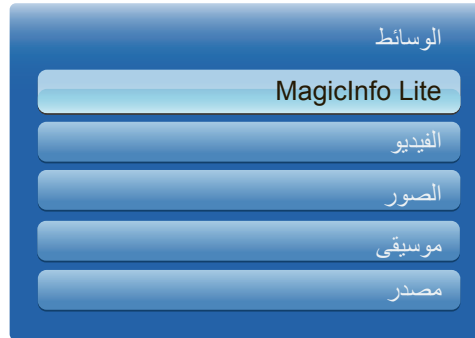 الوسائط
MagicInfo Lite
الفيديو
الصور
موسيقى
مصدر